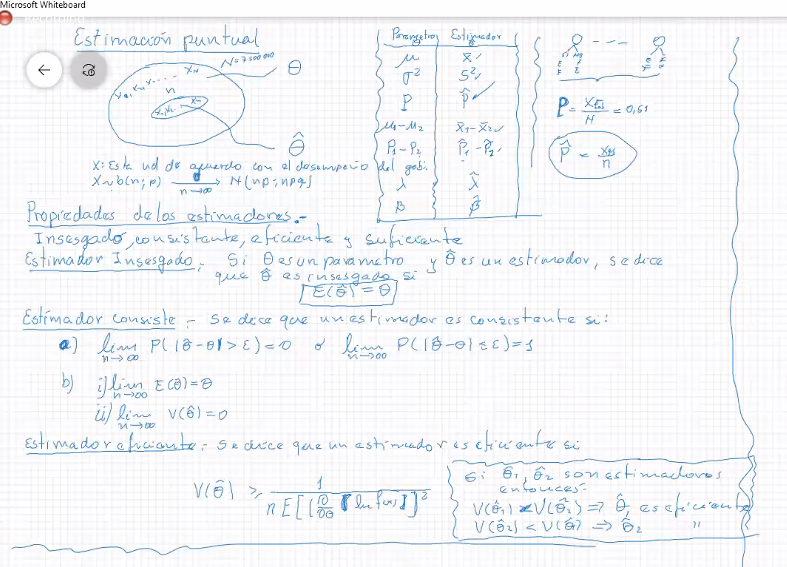 Microsoft Whiteboard
Estimación puntual
N=7500000
θ
x_N
n
θ̂
X: Este ud de acuerdo con el desempeño del gobi.
X~b(n;p) → N(np;npq)
n→∞
Parametro Estimador
μ x̄ ✓
σ² S² ✓
P p̂ ✓
μ₁-μ₂ x̄₁-x̄₂ ✓
P₁-P₂ p̂₁-p̂₂ ✓
λ λ̂
β β̂
= 0,61
N
p̂ =
n
Propiedades de los estimadores.-
Insesgado, consistente, eficiente y suficiente
Estimador Insesgado.- Si θ es un parametro y θ̂ es un estimador, se dice
que θ̂ es insesgado si
E(θ̂) = θ
Estimador consiste.- Se dice que un estimador es consistente si:
a) lim P(|θ̂-θ|>ε)=0 o lim P(|θ̂-θ|≤ε)=1
n→∞ n→∞
b) i) lim E(θ̂)=θ
n→∞
ii) lim V(θ̂)=0
n→∞
Estimador eficiente.- Se dice que un estimador es eficiente si
V(θ̂) ≥ 1
n E[[∂/∂θ [ln f(x)]]²
Si θ̂₁, θ̂₂ son estimadores
entonces:
V(θ̂₁) < V(θ̂₂) ⇒ θ̂₁ es eficiente
V(θ̂₂) < V(θ̂₁) ⇒ θ̂₂ "